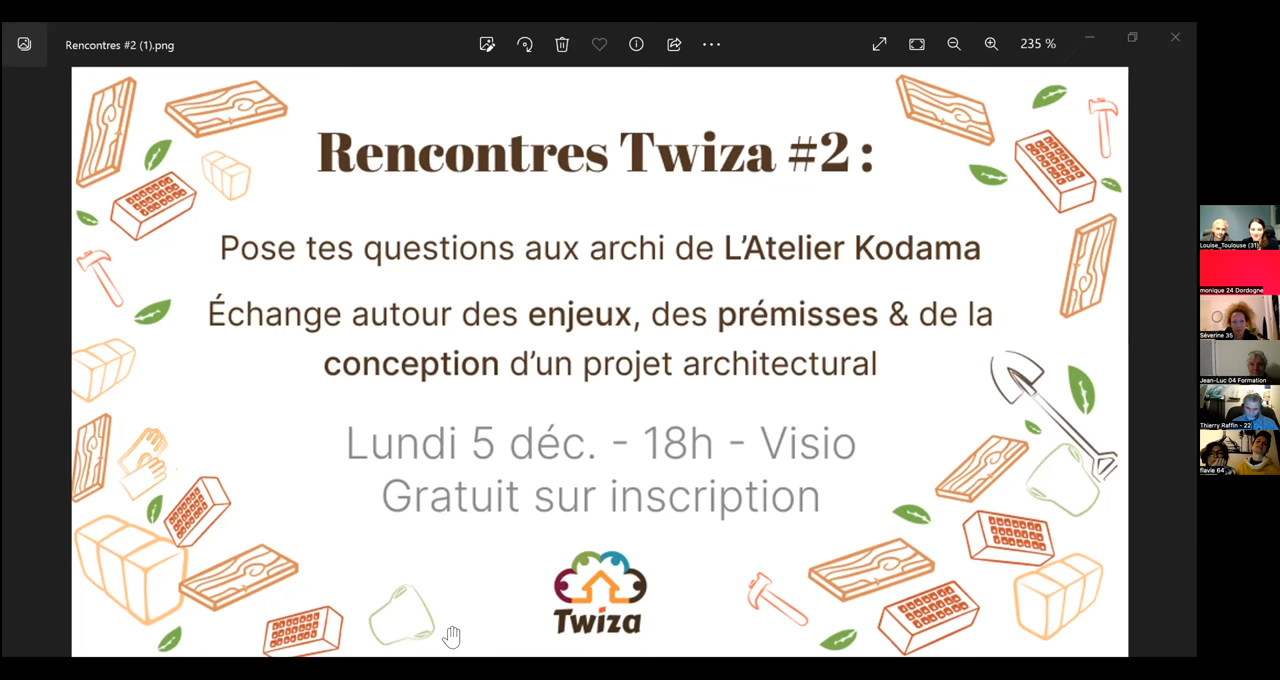 Rencontres #2 (1).png
235 %
Rencontres Twiza #2 :
Pose tes questions aux archi de L'Atelier Kodama
Échange autour des enjeux, des prémisses & de la
conception d'un projet architectural
Lundi 5 déc. - 18h - Visio
Gratuit sur inscription
Twiza
Louise_Toulouse (31)
monique 24 Dordogne
Séverine 35
Jean-Luc 04 Formation
Thierry Raffin - 22
flavie 64